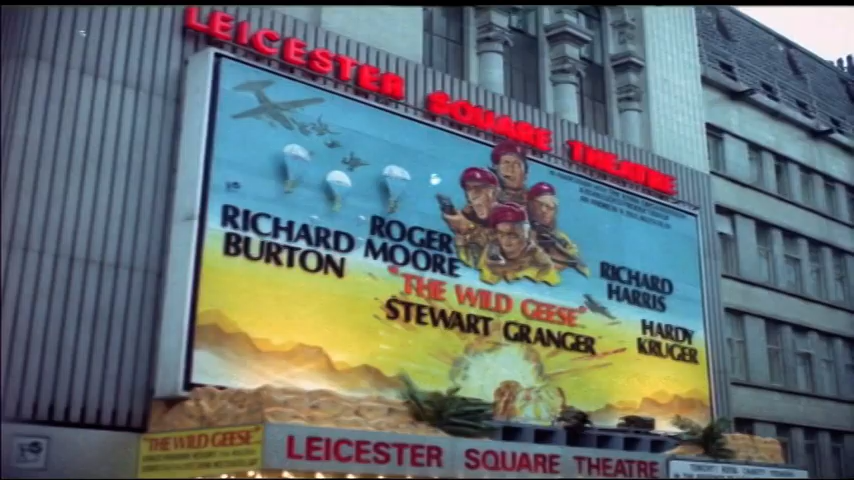 LEICESTER SQUARE THEATRE
RICHARD
BURTON
ROGER
MOORE
RICHARD
HARRIS
"THE WILD GEESE"
STEWART GRANGER
HARDY
KRUGER
THE WILD GEESE
LEICESTER SQUARE THEATRE